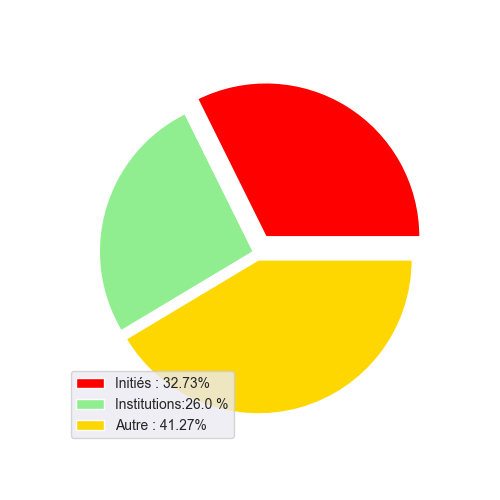 Initiés : 32.73%
Institutions:26.0 %
Autre : 41.27%